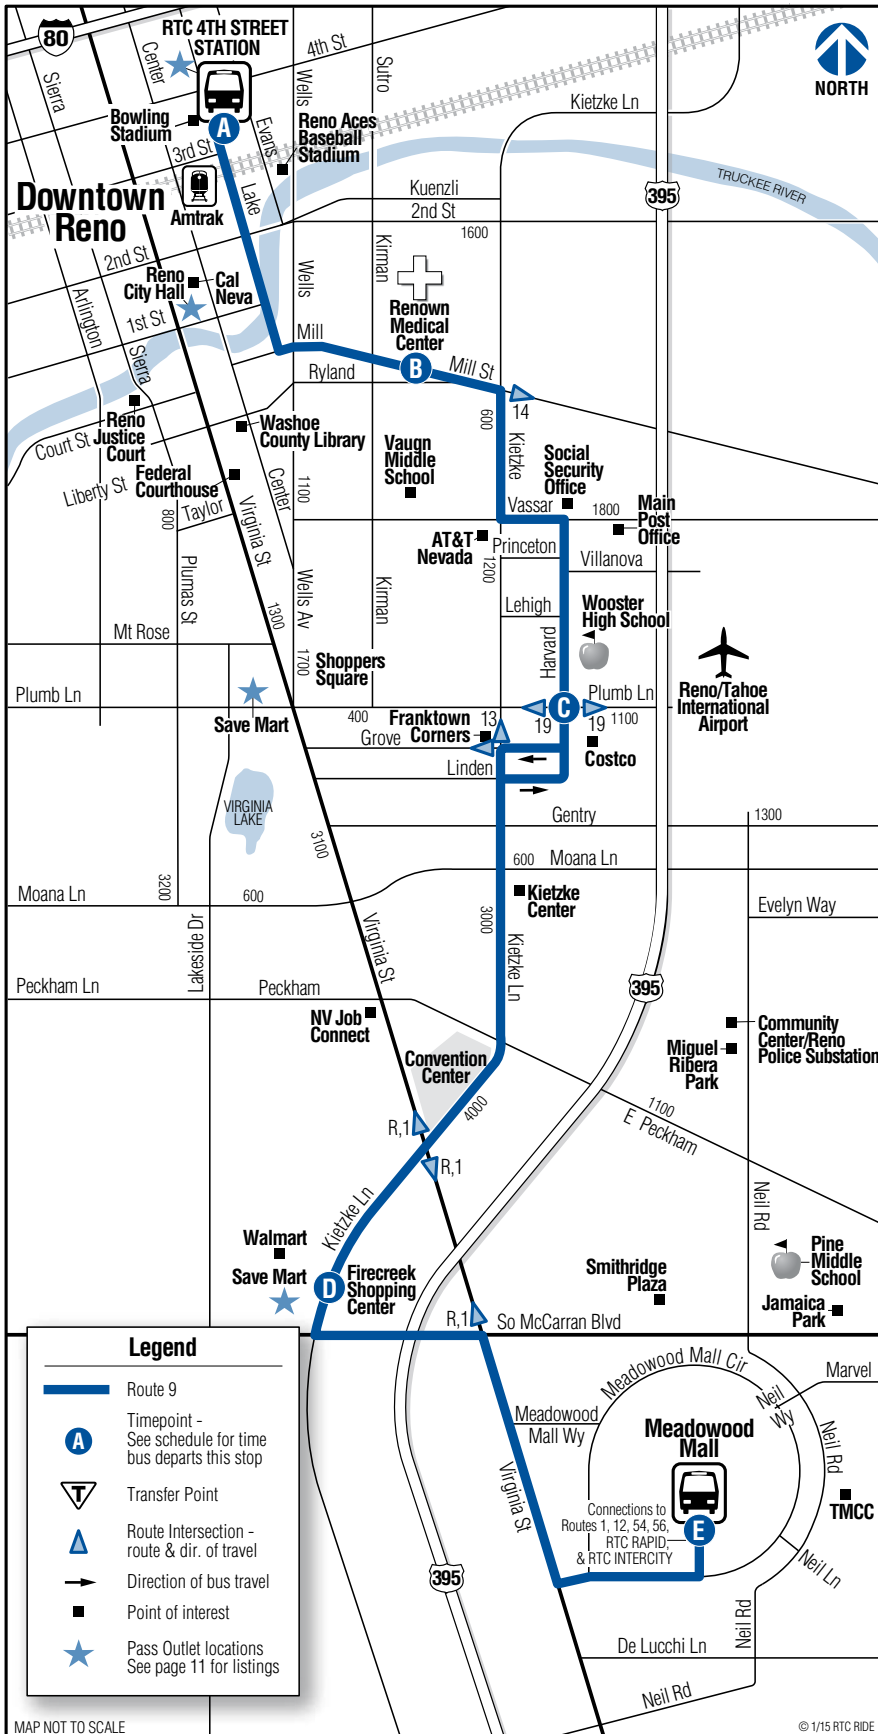 80
RTC 4TH STREET
STATION
4th St
Center
Sierra
Wells
Sutro
Kietzke Ln
NORTH
Bowling
Stadium
A
Evans
Reno Aces
Baseball
Stadium
3rd St
Lake
Amtrak
Downtown
Reno
TRUCKEE RIVER
395
Kuenzli
2nd St
1600
2nd St
Reno
City Hall
Cal
Neva
Wells
Kirman
Renown
Medical
Center
Arlington
1st St
Sierra
Mill
B
Mill St
Ryland
14
600
Kietzke
Reno
Justice
Court
Court St
Washoe
County Library
Vaugn
Middle
School
Social
Security
Office
Liberty St
Federal
Courthouse
Center
1100
Taylor
800
Virginia St
Vassar
1800
Main
Post
Office
AT&T
Nevada
Princeton
1200
Villanova
Plumas St
Wells Av
Kirman
Lehigh
Wooster
High School
1300
Mt Rose
1700
Shoppers
Square
Harvard
Reno/Tahoe
International
Airport
Plumb Ln
Save Mart
400
Franktown
Corners
13
19
C
Plumb Ln
19
1100
Grove
Costco
Linden
VIRGINIA
LAKE
Gentry
1300
3100
600
Moana Ln
3200
Moana Ln
600
Kietzke
Center
Evelyn Way
3000
Lakeside Dr
Virginia St
Kietzke Ln
Peckham Ln
Peckham
395
NV Job
Connect
Community
Center/Reno
Police Substation
Miguel
Ribera
Park
Convention
Center
4000
1100
E Peckham
R,1
R,1
Neil Rd
Kietzke Ln
Walmart
Save Mart
D
Firecreek
Shopping
Center
Smithridge
Plaza
Pine
Middle
School
Jamaica
Park
R,1
So McCarran Blvd
Meadowood Mall Cir
Marvel
Neil
Wy
Meadowood
Mall Wy
Meadowood
Mall
Neil Rd
Virginia St
Connections to
Routes 1, 12, 54, 56,
RTC RAPID,
& RTC INTERCITY
E
TMCC
Neil Ln
395
Neil Rd
De Lucchi Ln
Neil Rd
Legend
Route 9
A
Timepoint -
See schedule for time
bus departs this stop
T
Transfer Point
Route Intersection -
route & dir. of travel
Direction of bus travel
Point of interest
Pass Outlet locations
See page 11 for listings
MAP NOT TO SCALE
© 1/15 RTC RIDE